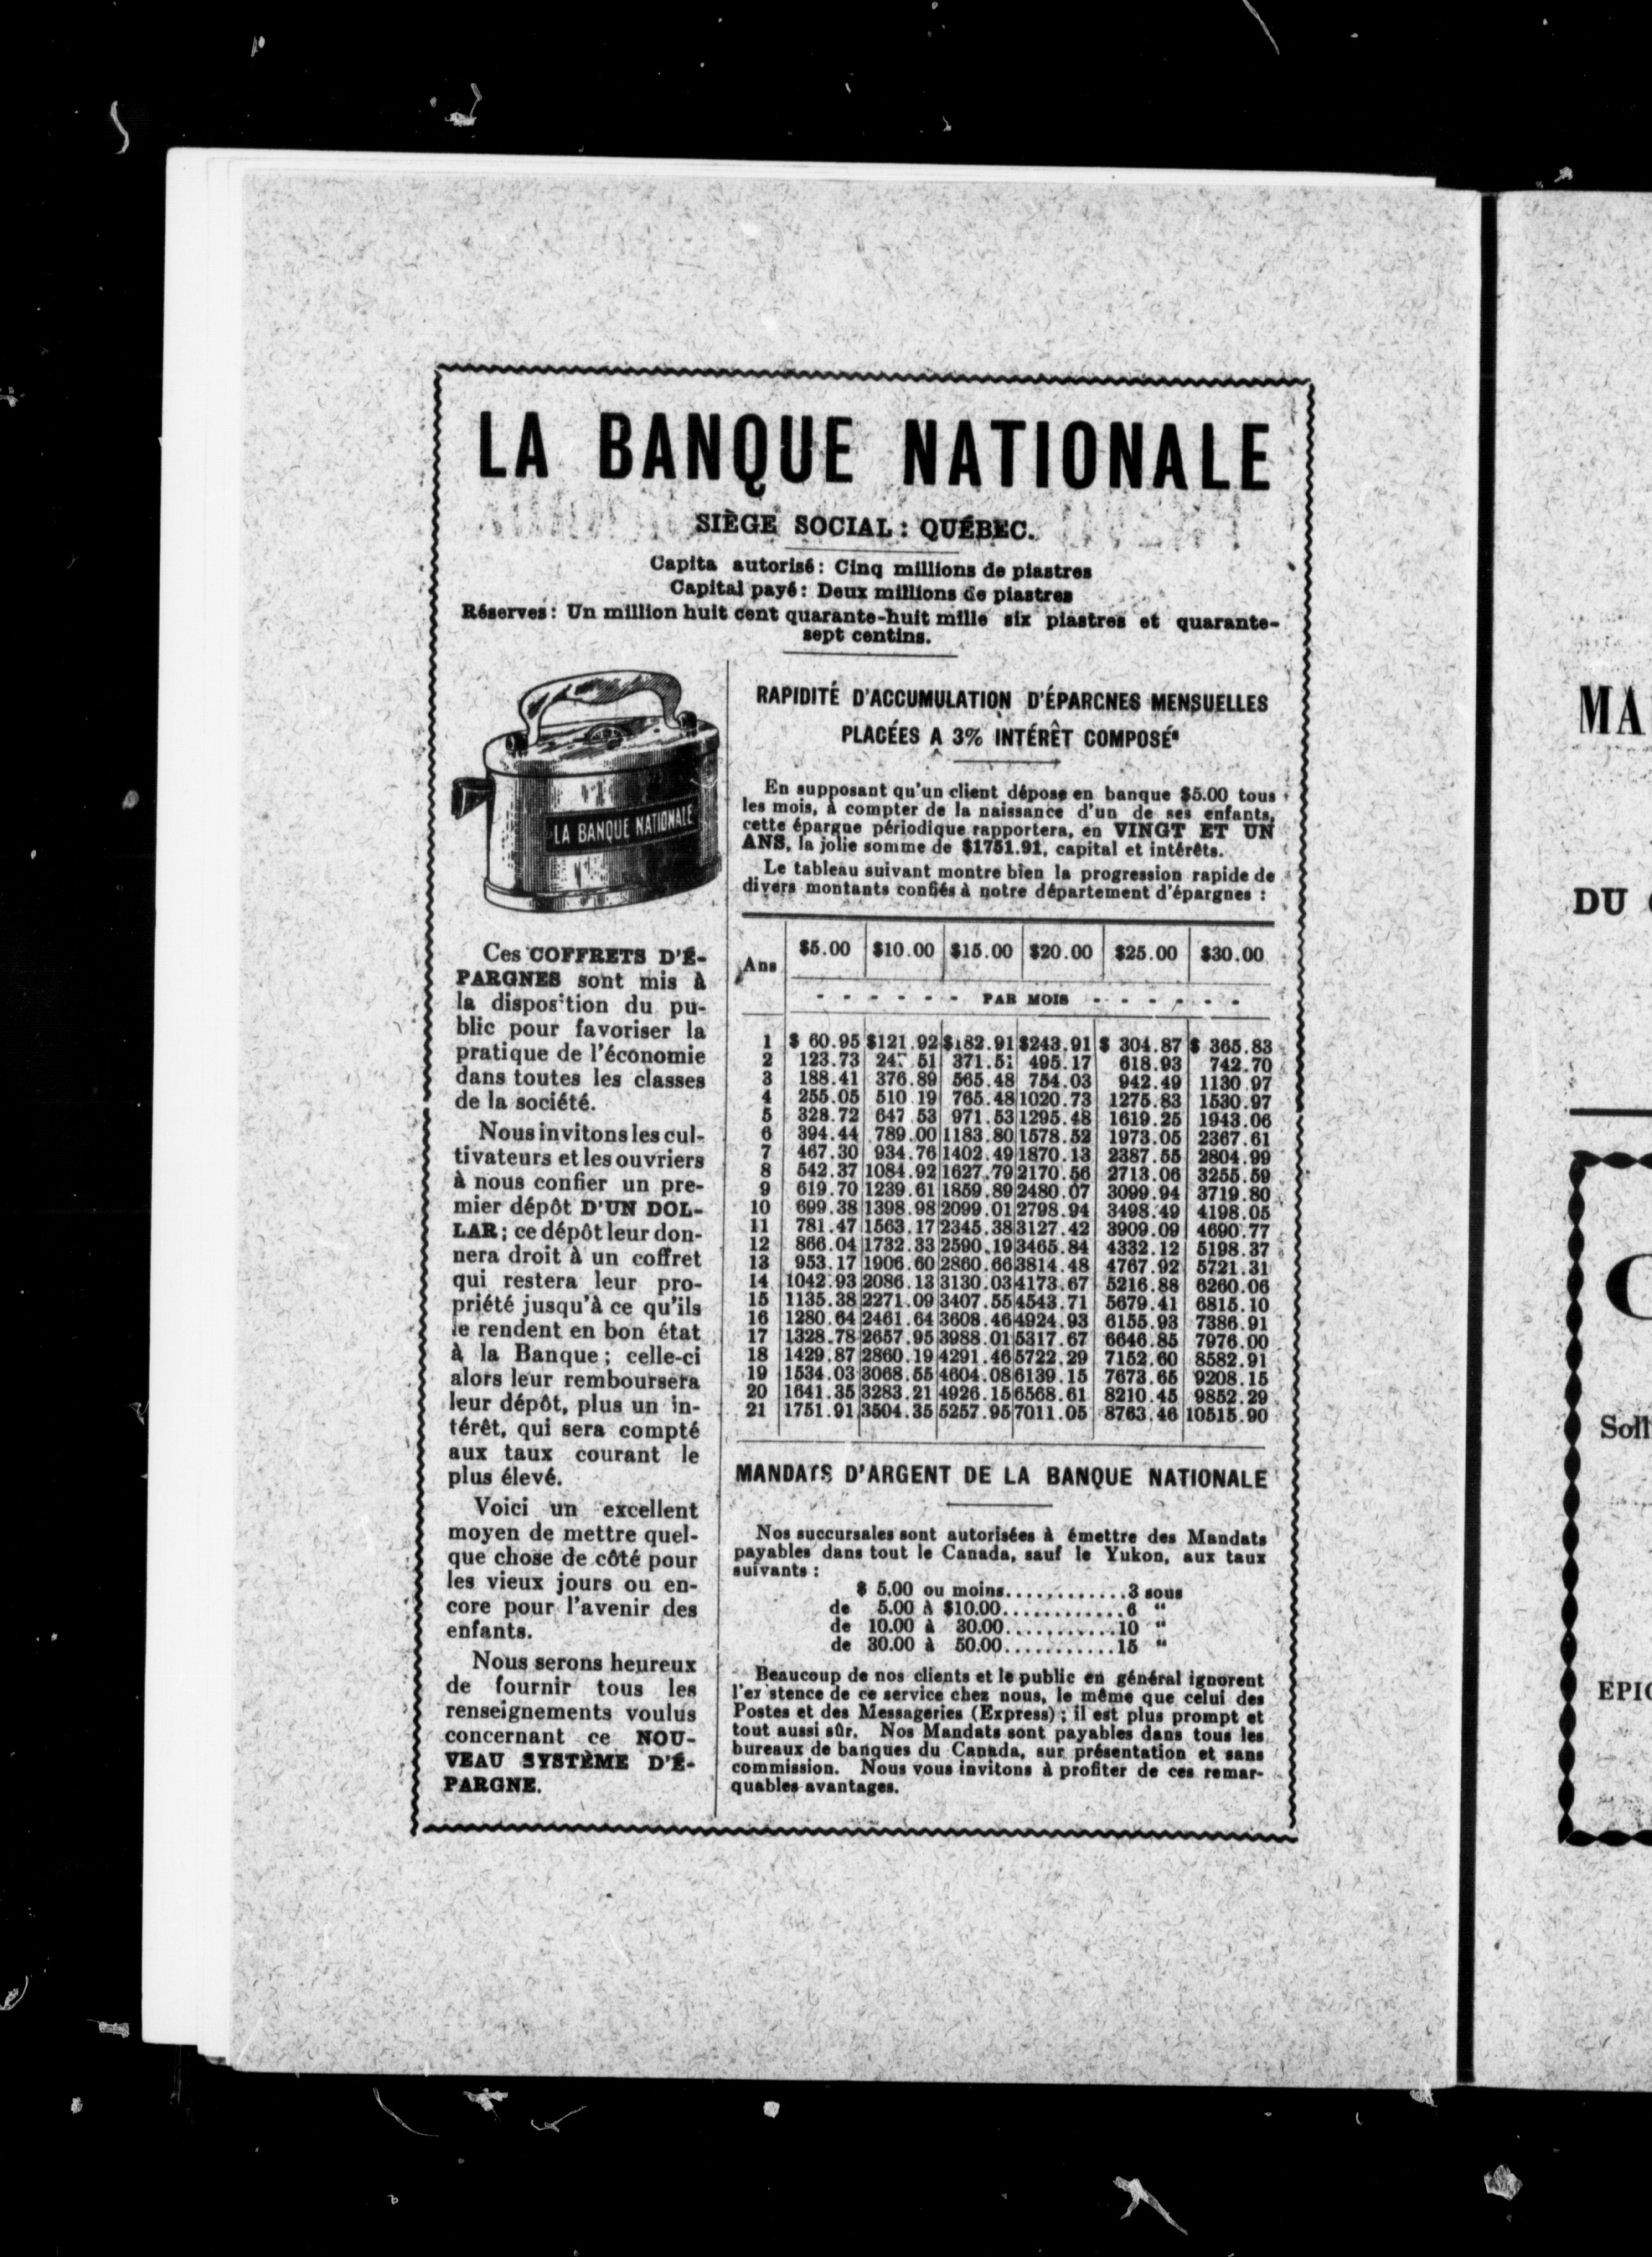 LA BANQUE NATIONALE
SIÈGE SOCIAL : QUÉBEC.
Capita autorisé : Cinq millions de piastres
Capital payé : Deux millions de piastres
Réserves : Un million huit cent quarante-huit mille six piastres et quarante-
sept centins.
LA BANQUE NATIONALE
Ces COFFRETS D'É-
PARGNES sont mis à
la disposition du pu-
blic pour favoriser la
pratique de l'économie
dans toutes les classes
de la société.
Nous invitons les cul-
tivateurs et les ouvriers
à nous confier un pre-
mier dépôt D'UN DOL-
LAR ; ce dépôt leur don-
nera droit à un coffret
qui restera leur pro-
priété jusqu'à ce qu'ils
le rendent en bon état
à la Banque ; celle-ci
alors leur remboursera
leur dépôt, plus un in-
térêt, qui sera compté
aux taux courant le
plus élevé.
Voici un excellent
moyen de mettre quel-
que chose de côté pour
les vieux jours ou en-
core pour l'avenir des
enfants.
Nous serons heureux
de fournir tous les
renseignements voulus
concernant ce NOU-
VEAU SYSTÈME D'É-
PARGNE.
RAPIDITÉ D'ACCUMULATION D'ÉPARGNES MENSUELLES
PLACÉES A 3% INTÉRÊT COMPOSÉ
En supposant qu'un client dépose en banque $5.00 tous
les mois, à compter de la naissance d'un de ses enfants,
cette épargne périodique rapportera, en VINGT ET UN
ANS, la jolie somme de $1751.91, capital et intérêts.
Le tableau suivant montre bien la progression rapide de
divers montants confiés à notre département d'épargnes :
Ans $5.00 $10.00 $15.00 $20.00 $25.00 $30.00
- - - - - - PAR MOIS - - - - - -
1 $ 60.95 $121.92 $182.91 $243.91 $ 304.87 $ 365.83
2 123.73 51 371.51 495.17 618.93 742.70
3 188.41 376.89 565.48 754.03 942.49 1130.97
4 255.05 510.19 765.48 1020.73 1275.83 1530.97
5 328.72 647.53 971.53 1295.48 1619.25 1943.06
6 394.44 789.00 1183.80 1578.52 1973.05 2367.61
7 467.30 934.76 1402.49 1870.13 2387.55 2804.99
8 542.37 1084.92 1627.79 2170.56 2713.06 3255.59
9 619.70 1239.61 1859.89 2480.07 3099.94 3719.80
10 699.38 1398.98 2099.01 2798.94 3498.49 4198.05
11 781.47 1563.17 2345.38 3127.42 3909.09 4690.77
12 866.04 1732.33 2590.19 3465.84 4332.12 5198.37
13 953.17 1906.60 2860.66 3814.48 4767.92 5721.31
14 1042.93 2086.13 3130.03 4173.67 5216.88 6260.06
15 1135.38 2271.09 3407.55 4543.71 5679.41 6815.10
16 1280.64 2461.64 3608.46 4924.93 6155.93 7386.91
17 1328.78 2657.95 3988.01 5317.67 6646.85 7976.00
18 1429.87 2860.19 4291.46 5722.29 7152.60 8582.91
19 1534.03 3068.55 4604.08 6139.15 7673.65 9208.15
20 1641.35 3283.21 4926.15 6568.61 8210.45 9852.29
21 1751.91 3504.35 5257.95 7011.05 8763.46 10515.90
MANDATS D'ARGENT DE LA BANQUE NATIONALE
Nos succursales sont autorisées à émettre des Mandats
payables dans tout le Canada, sauf le Yukon, aux taux
suivants :
$ 5.00 ou moins............3 sous
de 5.00 à $10.00............6 "
de 10.00 à 30.00...........10 "
de 30.00 à 50.00...........15 "
Beaucoup de nos clients et le public en général ignorent
l'existence de ce service chez nous, le même que celui des
Postes et des Messageries (Express) ; il est plus prompt et
tout aussi sûr. Nos Mandats sont payables dans tous les
bureaux de banques du Canada, sur présentation et sans
commission. Nous vous invitons à profiter de ces remar-
quables avantages.
MA
DU
C
Soll
EPIC